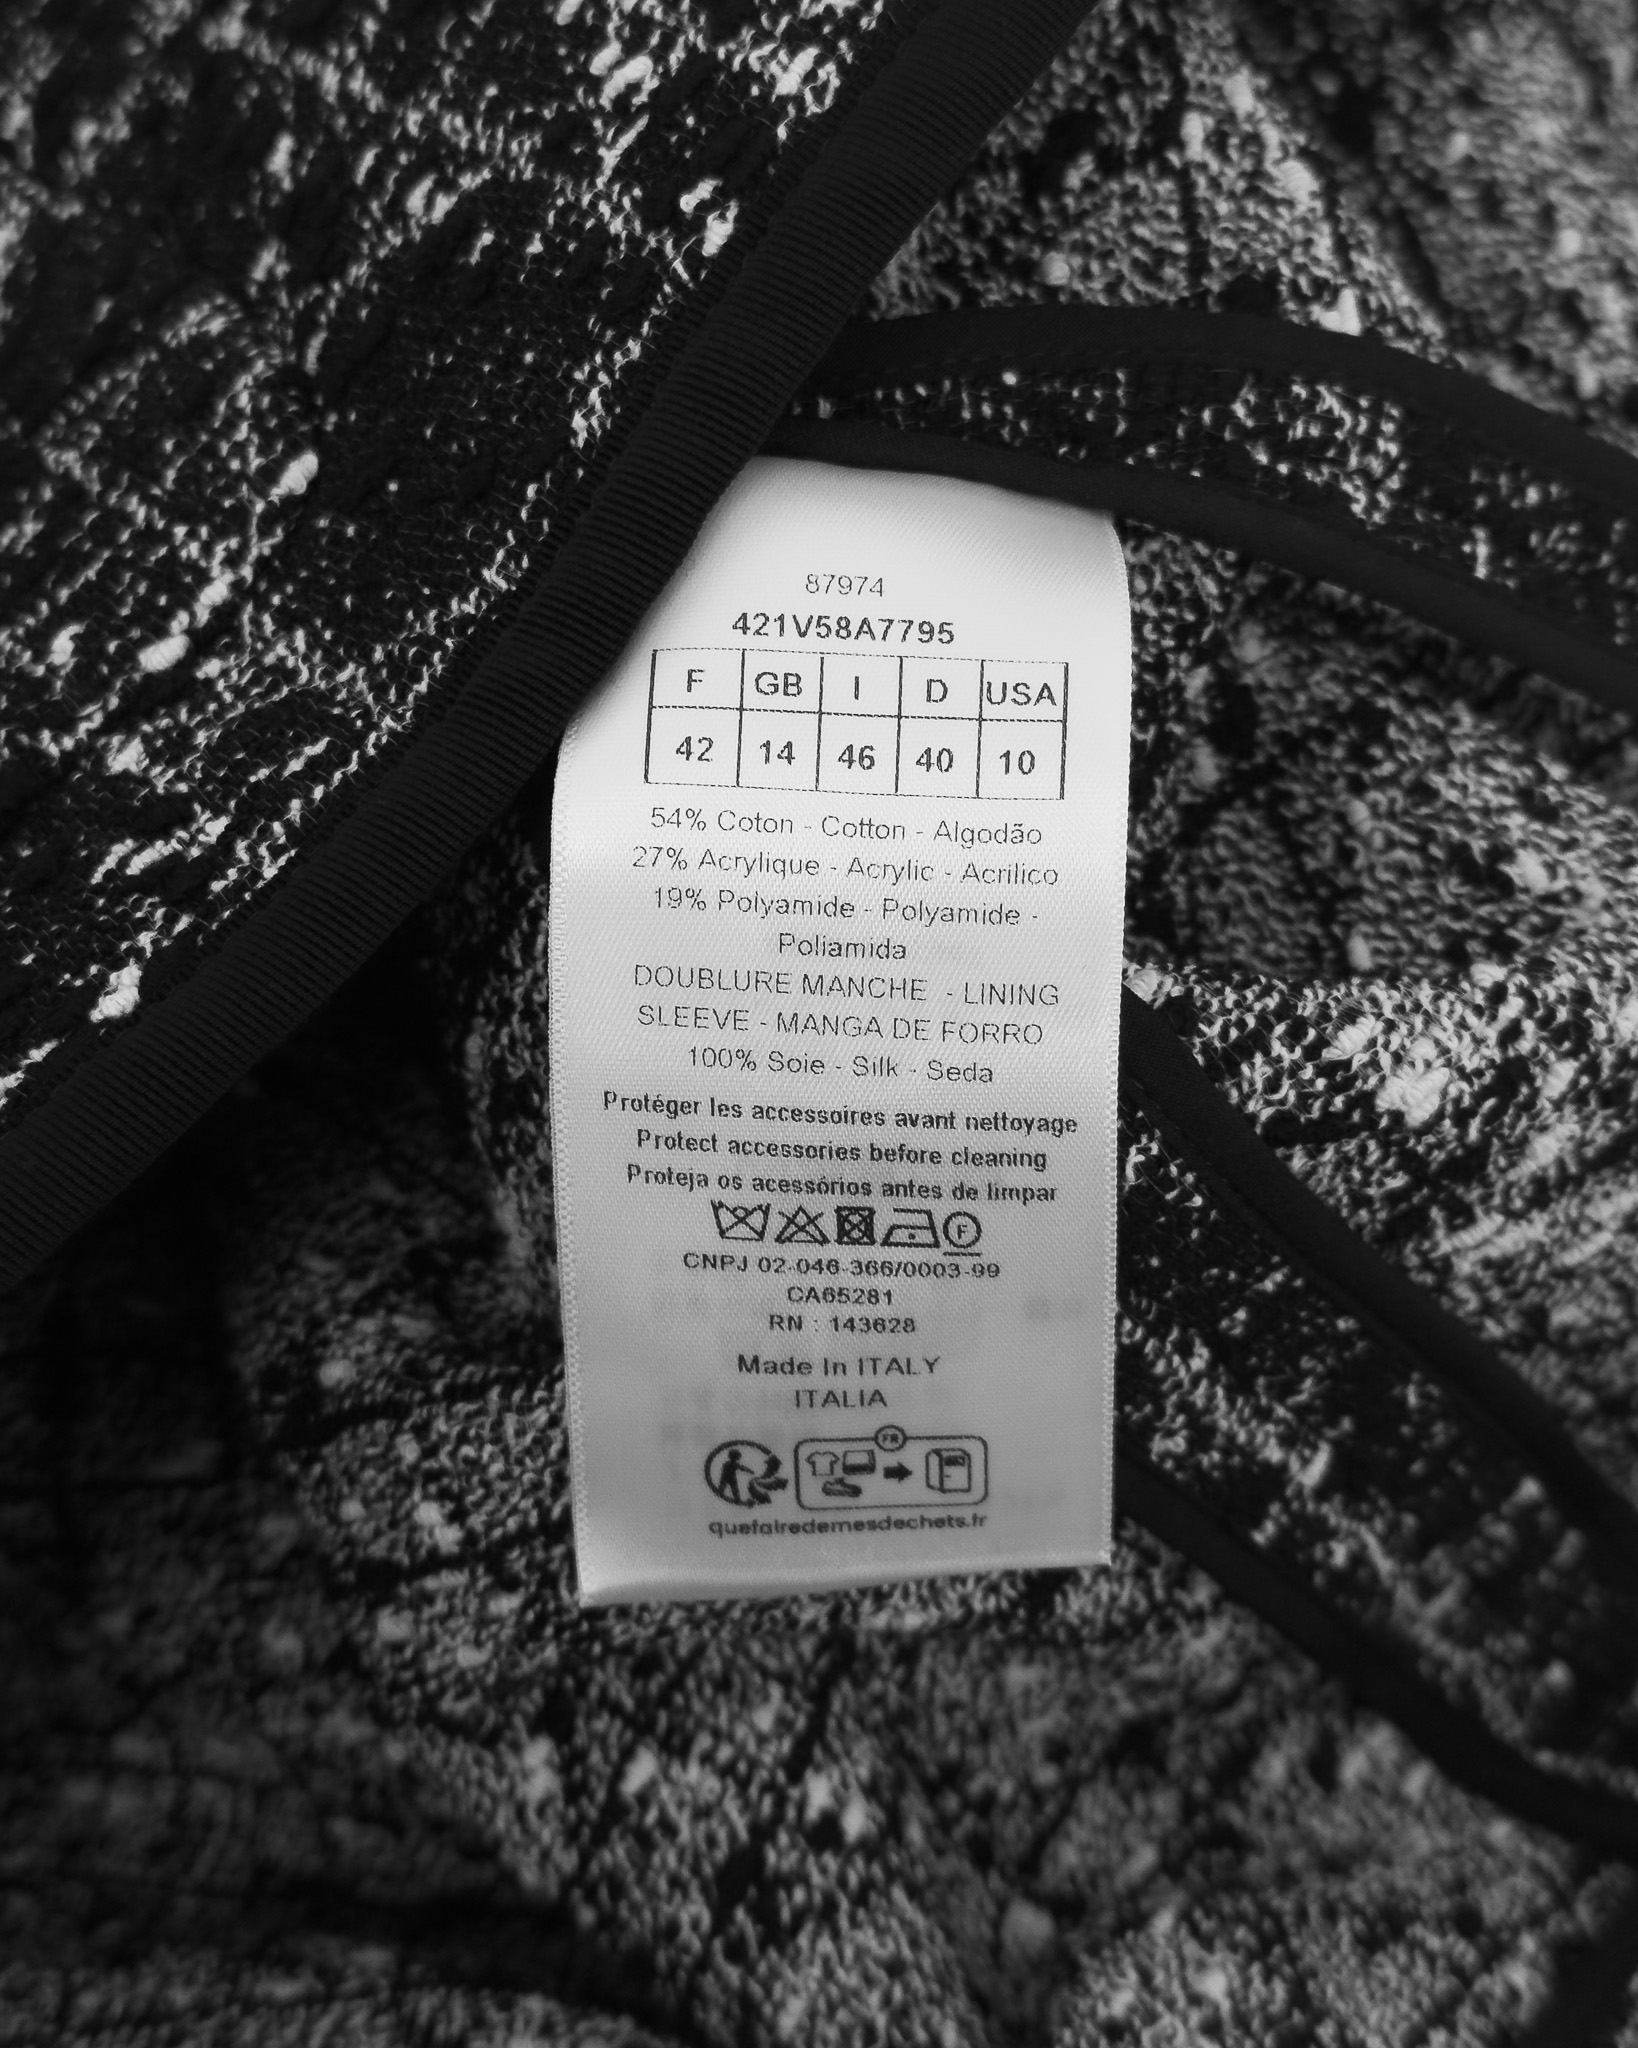 87974
421V58A7795
F GB I D USA
42 14 46 40 10
54% Coton - Cotton - Algodão
27% Acrylique - Acrylic - Acrilico
19% Polyamide - Polyamide -
Poliamida
DOUBLURE MANCHE - LINING
SLEEVE - MANGA DE FORRO
100% Soie - Silk - Seda
Protéger les accessoires avant nettoyage
Protect accessories before cleaning
Proteja os acessórios antes de limpar
F
CNPJ 02-046-366/0003-99
CA65281
RN : 143628
Made In ITALY
ITALIA
FR
quefairedemesdechets.fr